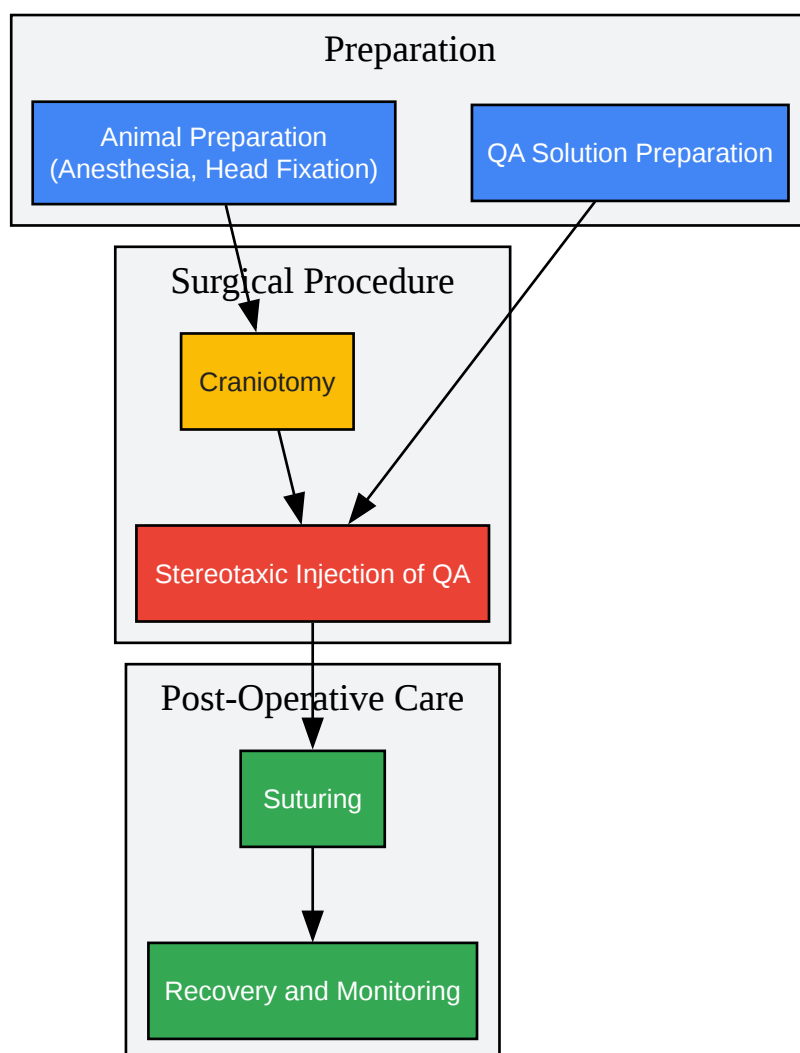 Preparation
Animal Preparation
(Anesthesia, Head Fixation)
QA Solution Preparation
Surgical Procedure
Craniotomy
Stereotaxic Injection of QA
Post-Operative Care
Suturing
Recovery and Monitoring